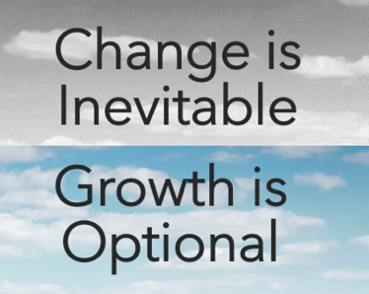 Change is
Inevitable
Growth is
Optional